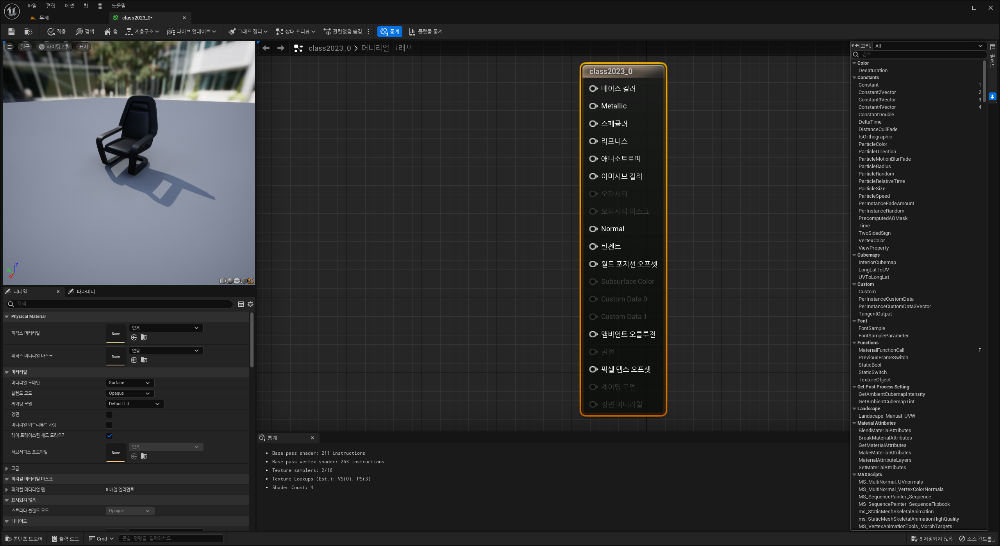 파일 편집 에셋 창 툴 도움말
무제
class2023_0*
적용 검색 홈 계층구조 라이브 업데이트 그래프 정리 상태 프리뷰 관련없음 숨김 통계 플랫폼 통계
원근 라이팅포함 표시
Z
Y
X
디테일 파라미터
검색
Physical Material
피직스 머티리얼 None 없음
피직스 머티리얼 마스크 None 없음
머티리얼
머티리얼 도메인 Surface
블렌드 모드 Opaque
셰이딩 모델 Default Lit
양면
머티리얼 어트리뷰트 사용
레이 트레이스된 섀도 드리우기
서브서피스 프로파일 None 없음
고급
피지컬 머티리얼 마스크
피지컬 머티리얼 맵 8 배열 엘리먼트
표시되지 않음
스트라타 블렌드 모드 Opaque
나나이트
class2023_0 > 머티리얼 그래프
class2023_0
베이스 컬러
Metallic
스페큘러
러프니스
애니소트로피
이미시브 컬러
오파시티
오파시티 마스크
Normal
탄젠트
월드 포지션 오프셋
Subsurface Color
Custom Data 0
Custom Data 1
앰비언트 오클루전
굴절
픽셀 뎁스 오프셋
셰이딩 모델
정면 머티리얼
통계
Base pass shader: 211 instructions
Base pass vertex shader: 263 instructions
Texture samplers: 2/16
Texture Lookups (Est.): VS(0), PS(3)
Shader Count: 4
카테고리: All
검색
팔레트
Color
Desaturation
Constants
Constant 1
Constant2Vector 2
Constant3Vector 3
Constant4Vector 4
ConstantDouble
DeltaTime
DistanceCullFade
IsOrthographic
ParticleColor
ParticleDirection
ParticleMotionBlurFade
ParticleRadius
ParticleRandom
ParticleRelativeTime
ParticleSize
ParticleSpeed
PerInstanceFadeAmount
PerInstanceRandom
PrecomputedAOMask
Time
TwoSidedSign
VertexColor
ViewProperty
Cubemaps
InteriorCubemap
LongLatToUV
UVToLongLat
Custom
Custom
PerInstanceCustomData
PerInstanceCustomData3Vector
TangentOutput
Font
FontSample
FontSampleParameter
Functions
MaterialFunctionCall F
PreviousFrameSwitch
StaticBool
StaticSwitch
TextureObject
Get Post Process Setting
GetAmbientCubemapIntensity
GetAmbientCubemapTint
Landscape
Landscape_Manual_UVW
Material Attributes
BlendMaterialAttributes
BreakMaterialAttributes
GetMaterialAttributes
MakeMaterialAttributes
MaterialAttributeLayers
SetMaterialAttributes
MAXScripts
MS_MultiNormal_UVnormals
MS_MultiNormal_VertexColorNormals
MS_SequencePainter_Sequence
MS_SequencePainter_SequenceFlipbook
ms_StaticMeshSkeletalAnimation
ms_StaticMeshSkeletalAnimationHighQuality
MS_VertexAnimationTools_MorphTargets
콘텐츠 드로어 출력 로그 Cmd 콘솔 명령을 입력하세요. 8 저장되지 않음 소스 컨트롤